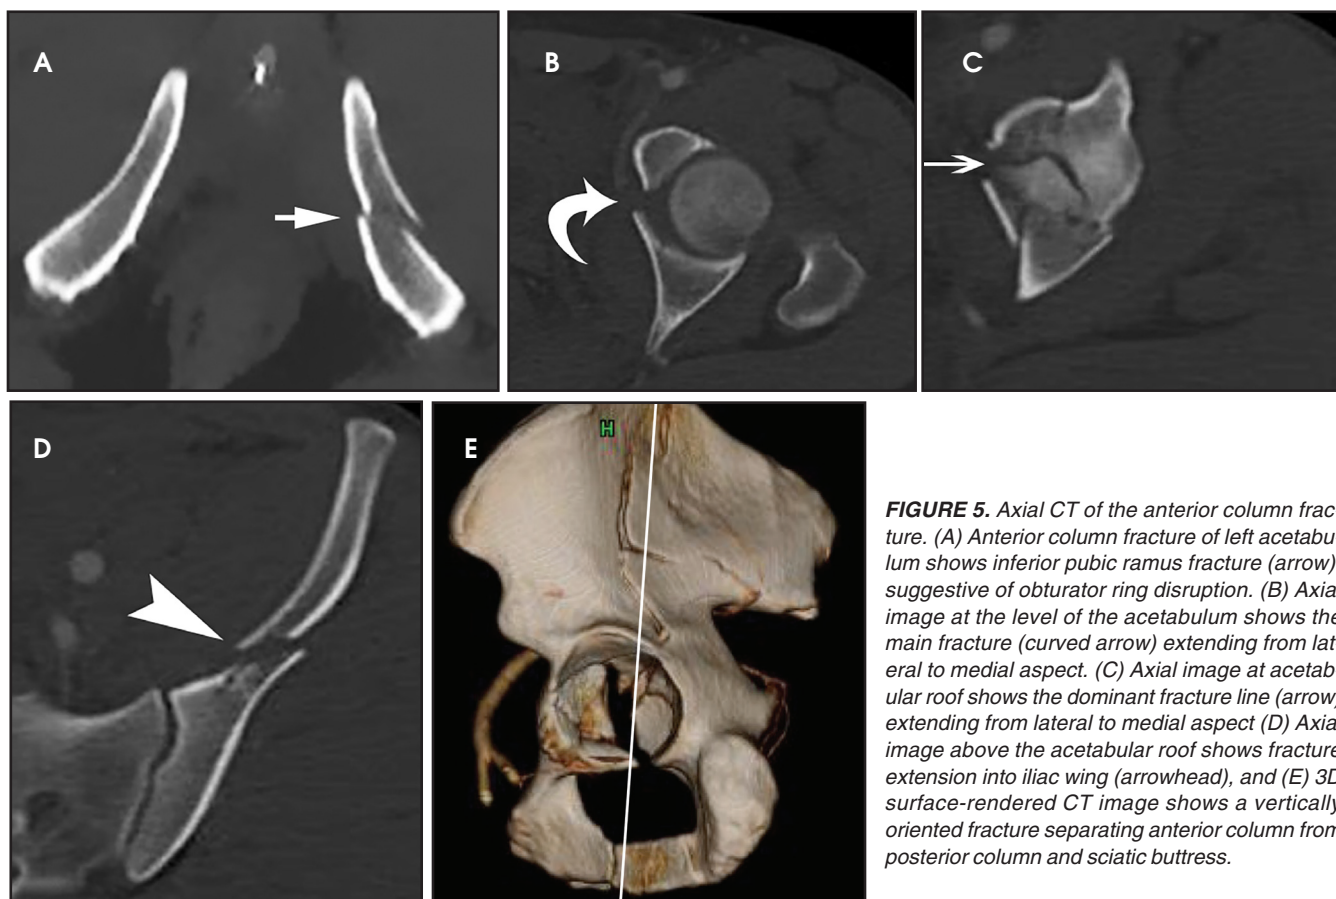 A
B
C
D
E
H
FIGURE 5. Axial CT of the anterior column frac
ture. (A) Anterior column fracture of left acetabu
lum shows inferior pubic ramus fracture (arrow)
suggestive of obturator ring disruption. (B) Axia
image at the level of the acetabulum shows the
main fracture (curved arrow) extending from lat
eral to medial aspect. (C) Axial image at acetab
ular roof shows the dominant fracture line (arrow)
extending from lateral to medial aspect (D) Axia
image above the acetabular roof shows fracture
extension into iliac wing (arrowhead), and (E) 3D
surface-rendered CT image shows a vertically
oriented fracture separating anterior column from
posterior column and sciatic buttress.